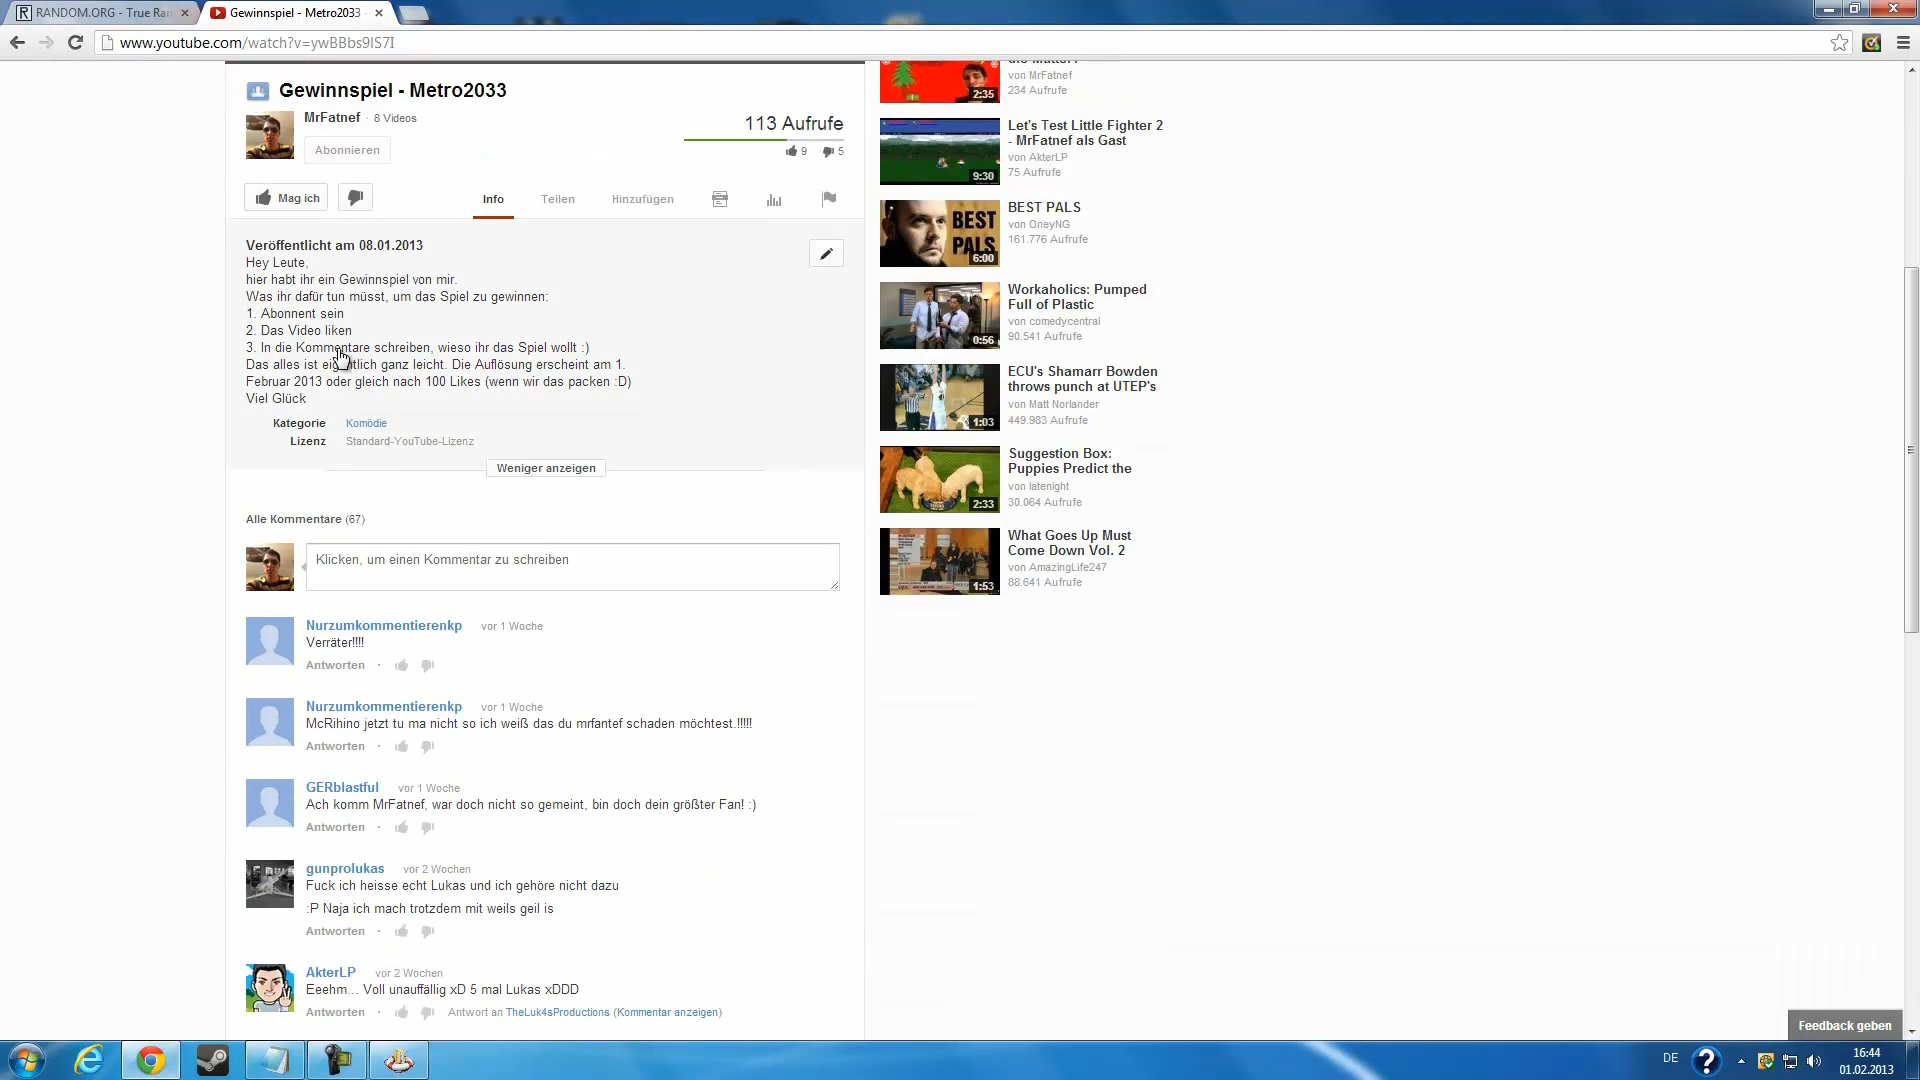 RANDOM.ORG - True Ran
Gewinnspiel - Metro2033
www.youtube.com/watch?v=ywBBbs9IS7I
Gewinnspiel - Metro2033
MrFatnef · 8 Videos
Abonnieren
113 Aufrufe
9 5
Mag ich
Info Teilen Hinzufügen
Veröffentlicht am 08.01.2013
Hey Leute,
hier habt ihr ein Gewinnspiel von mir.
Was ihr dafür tun müsst, um das Spiel zu gewinnen:
1. Abonnent sein
2. Das Video liken
3. In die Kommentare schreiben, wieso ihr das Spiel wollt :)
Das alles ist eigentlich ganz leicht. Die Auflösung erscheint am 1.
Februar 2013 oder gleich nach 100 Likes (wenn wir das packen :D)
Viel Glück
Kategorie Komödie
Lizenz Standard-YouTube-Lizenz
Weniger anzeigen
Alle Kommentare (67)
Klicken, um einen Kommentar zu schreiben
Nurzumkommentierenkp vor 1 Woche
Verräter!!!!
Antworten ·
Nurzumkommentierenkp vor 1 Woche
McRihino jetzt tu ma nicht so ich weiß das du mrfantef schaden möchtest.!!!!!
Antworten ·
GERblastful vor 1 Woche
Ach komm MrFatnef, war doch nicht so gemeint, bin doch dein größter Fan! :)
Antworten ·
gunprolukas vor 2 Wochen
Fuck ich heisse echt Lukas und ich gehöre nicht dazu
:P Naja ich mach trotzdem mit weils geil is
Antworten ·
AkterLP vor 2 Wochen
Eeehm... Voll unauffällig xD 5 mal Lukas xDDD
Antworten · Antwort an TheLuk4sProductions (Kommentar anzeigen)
von MrFatnef
234 Aufrufe
2:35
Let's Test Little Fighter 2
- MrFatnef als Gast
von AkterLP
75 Aufrufe
9:30
BEST
PALS
6:00
BEST PALS
von OneyNG
161.776 Aufrufe
Workaholics: Pumped
Full of Plastic
von comedycentral
90.541 Aufrufe
0:56
ECU's Shamarr Bowden
throws punch at UTEP's
von Matt Norlander
449.983 Aufrufe
1:03
Suggestion Box:
Puppies Predict the
von latenight
30.064 Aufrufe
2:33
What Goes Up Must
Come Down Vol. 2
von AmazingLife247
88.641 Aufrufe
1:53
Feedback geben
DE
16:44
01.02.2013